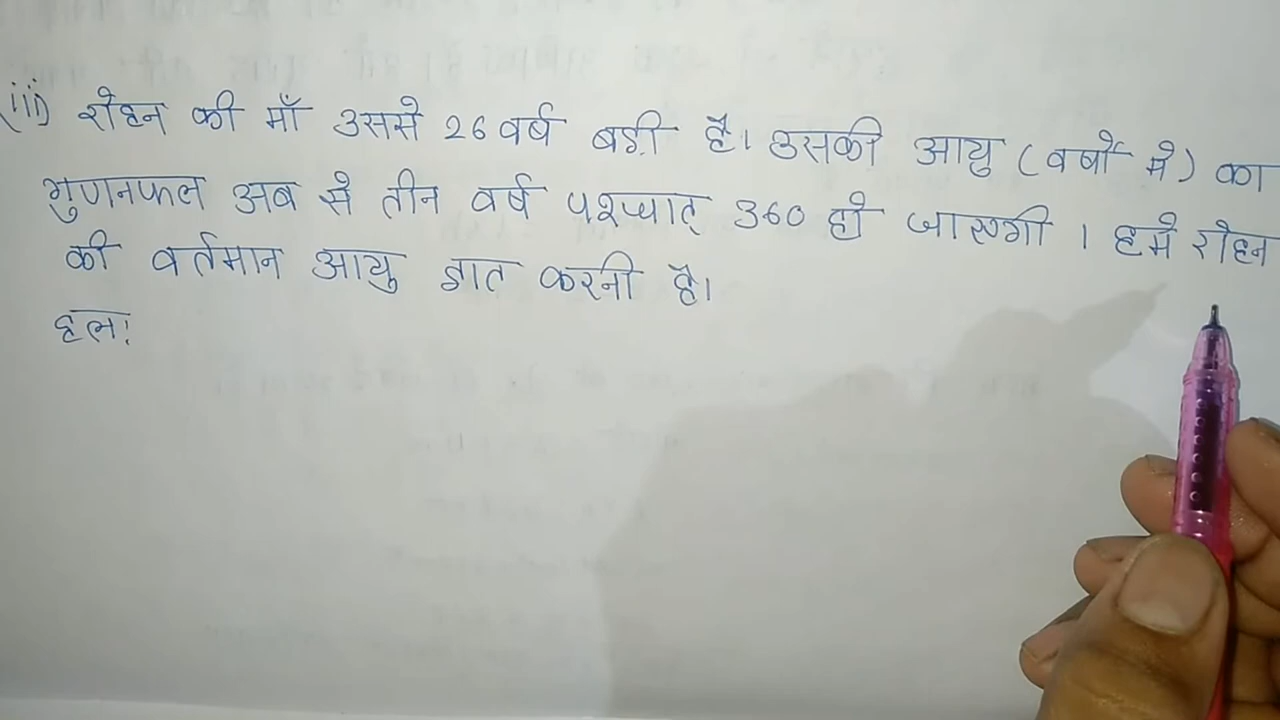 (iii) रोहन की माँ उससे 26 वर्ष बड़ी है। उसकी आयु (वर्षों मे) का
गुणनफल अब से तीन वर्ष पश्चात् 360 हो जाएगी । हमे रोहन
की वर्तमान आयु ज्ञात करनी है।
हल: